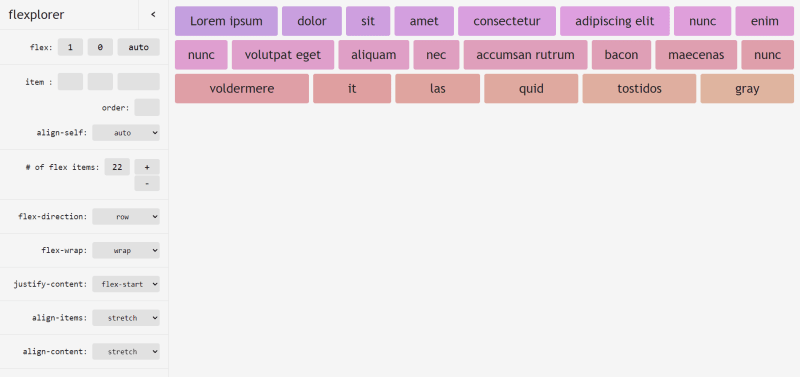 flexplorer <
flex: 1 0 auto
item :
order:
align-self: auto
# of flex items: 22 +
-
flex-direction: row
flex-wrap: wrap
justify-content: flex-start
align-items: stretch
align-content: stretch
Lorem ipsum dolor sit amet consectetur adipiscing elit nunc enim
nunc volutpat eget aliquam nec accumsan rutrum bacon maecenas nunc
voldermere it las quid tostidos gray